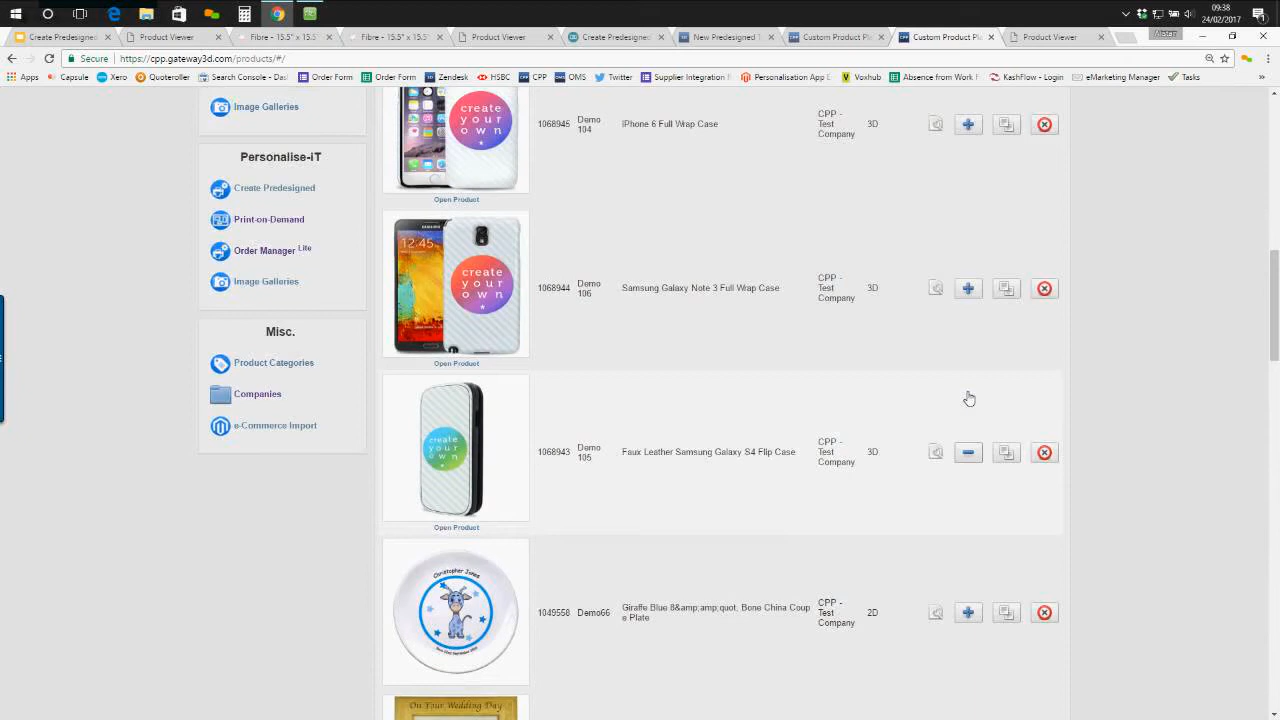 09:38
24/02/2017
Create Predesigned
Product Viewer
Fibre - 15.5" x 15.5"
Fibre - 15.5" x 15.5"
Product Viewer
Create Predesigned
New Predesigned T
Custom Product Pl
Custom Product Pl
Product Viewer
Alistair
Secure
https://cpp.gateway3d.com/products/#/
Apps
Capsule
Xero
Quoteroller
Search Console - Dash
Order Form
Order Form
Zendesk
HSBC
CPP
OMS
Twitter
Supplier Integration
Personalisation App E
Voxhub
Absence from Work F
KashFlow - Login
eMarketing Manager
Tasks
Image Galleries
Personalise-iT
Create Predesigned
Print-on-Demand
Order Manager Lite
Image Galleries
Misc.
Product Categories
Companies
e-Commerce Import
create
your
own
Open Product
1068945
Demo
104
iPhone 6 Full Wrap Case
CPP -
Test
Company
3D
12:45
create
your
own
Open Product
1068944
Demo
106
Samsung Galaxy Note 3 Full Wrap Case
CPP -
Test
Company
3D
create
your
own
Open Product
1068943
Demo
105
Faux Leather Samsung Galaxy S4 Flip Case
CPP -
Test
Company
3D
Christopher Jones
1049558
Demo66
Giraffe Blue 8&amp;amp;quot; Bone China Coup
e Plate
CPP -
Test
Company
2D
On Your Wedding Day